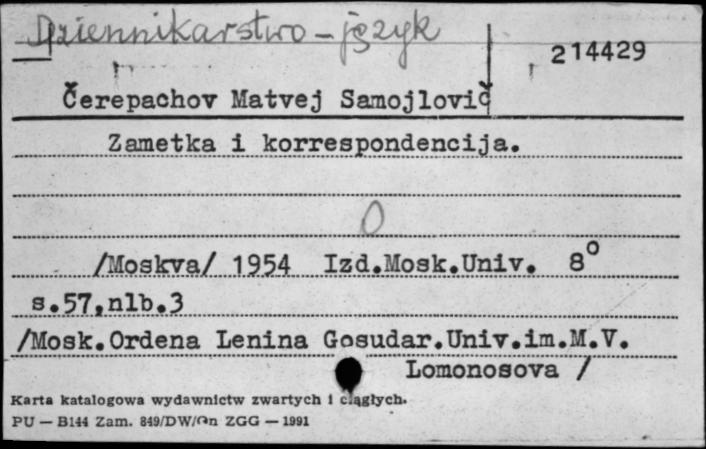 Dziennikarstwo - język
214429
Čerepachov Matvej Samojlovič
Zametka i korrespondencija.
0
/Moskva/ 1954 Izd.Mosk.Univ. 8°
s.57,nlb.3
/Mosk.Ordena Lenina Gosudar.Univ.im.M.V.
Lomonosova /
Karta katalogowa wydawnictw zwartych i ciągłych.
PU — B144 Zam. 849/DW/On ZGG — 1991